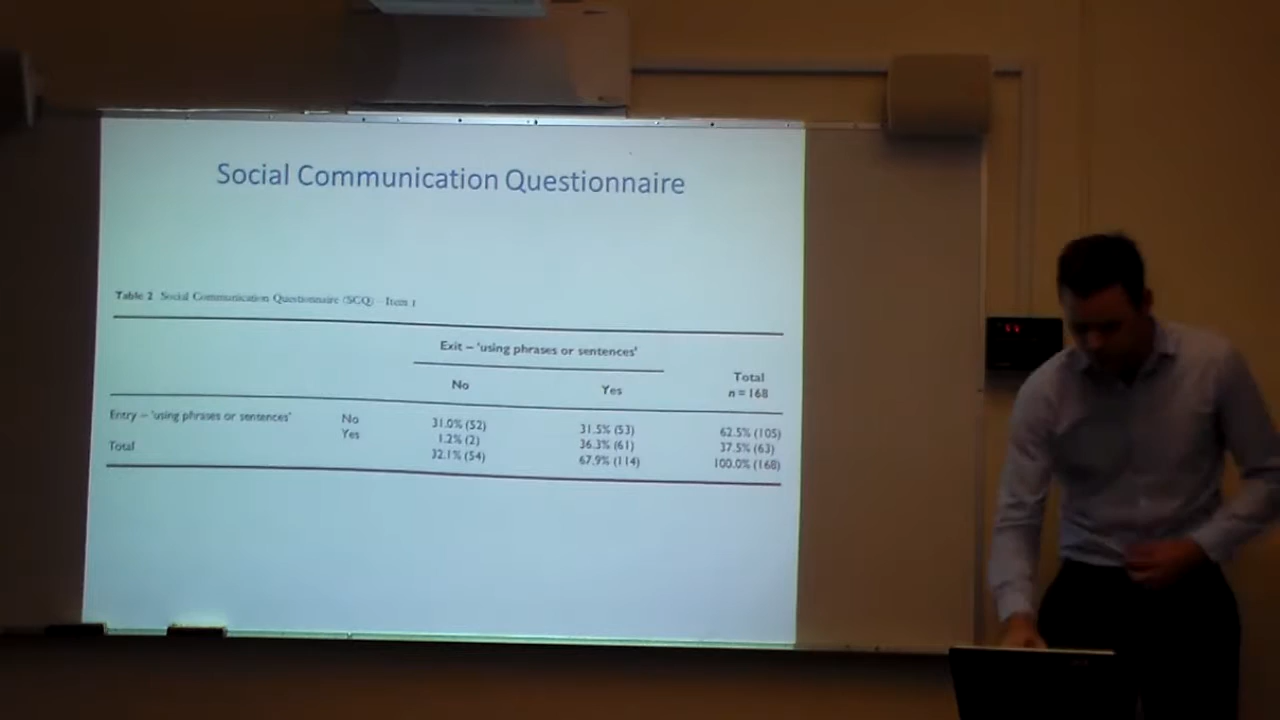 Social Communication Questionnaire
Table 2 Social Communication Questionnaire (SCQ) – Item 1
Exit – 'using phrases or sentences'
Total
No Yes n = 168
Entry – 'using phrases or sentences' No 31.0% (52) 31.5% (53) 62.5% (105)
Yes 1.2% (2) 36.3% (61) 37.5% (63)
Total 32.1% (54) 67.9% (114) 100.0% (168)